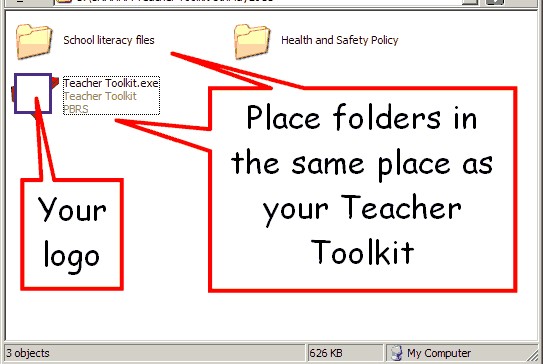 School literacy files
Health and Safety Policy
Teacher Toolkit.exe
Teacher Toolkit
PBRS
Place folders in
the same place as
your Teacher
Toolkit
Your
logo
3 objects
626 KB
My Computer